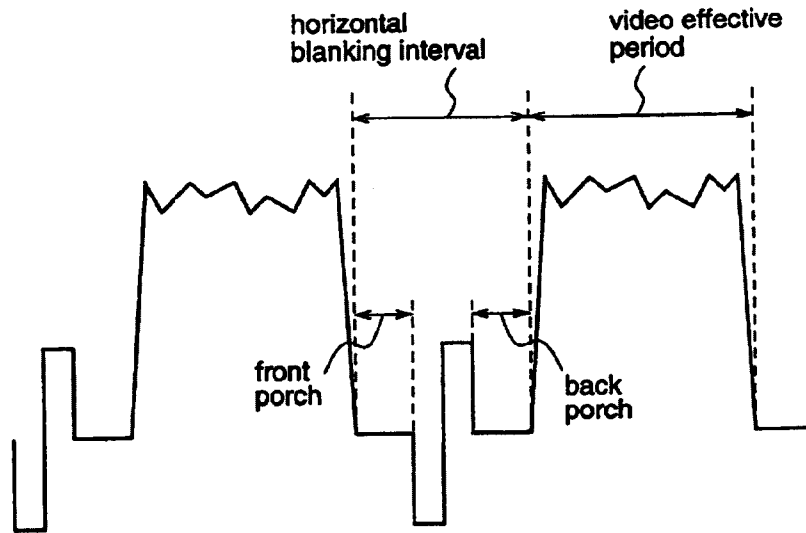 horizontal
blanking interval
video effective
period
front
porch
back
porch